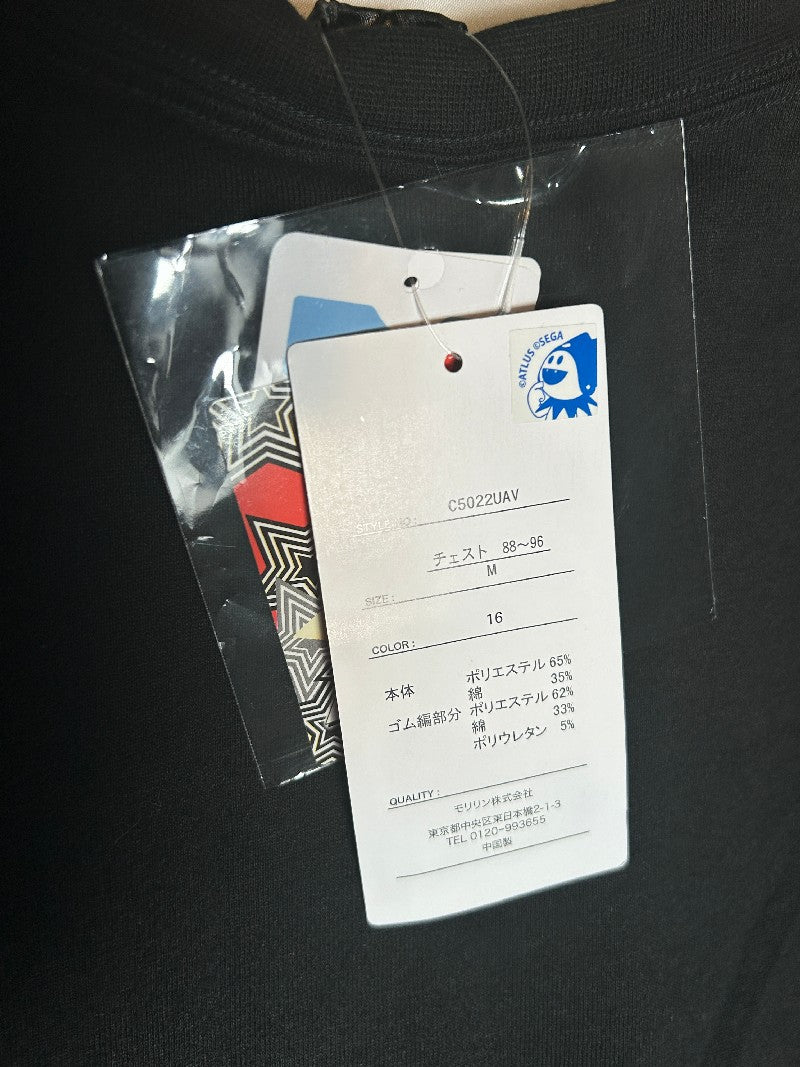 ©ATLUS ©SEGA
STYLE NO: C5022UAV
チェスト 88～96
M
SIZE:
COLOR: 16
本体 ポリエステル 65%
綿 35%
ゴム編部分 ポリエステル 62%
綿 33%
ポリウレタン 5%
QUALITY:
モリリン株式会社
東京都中央区東日本橋2-1-3
TEL 0120-993655
中国製